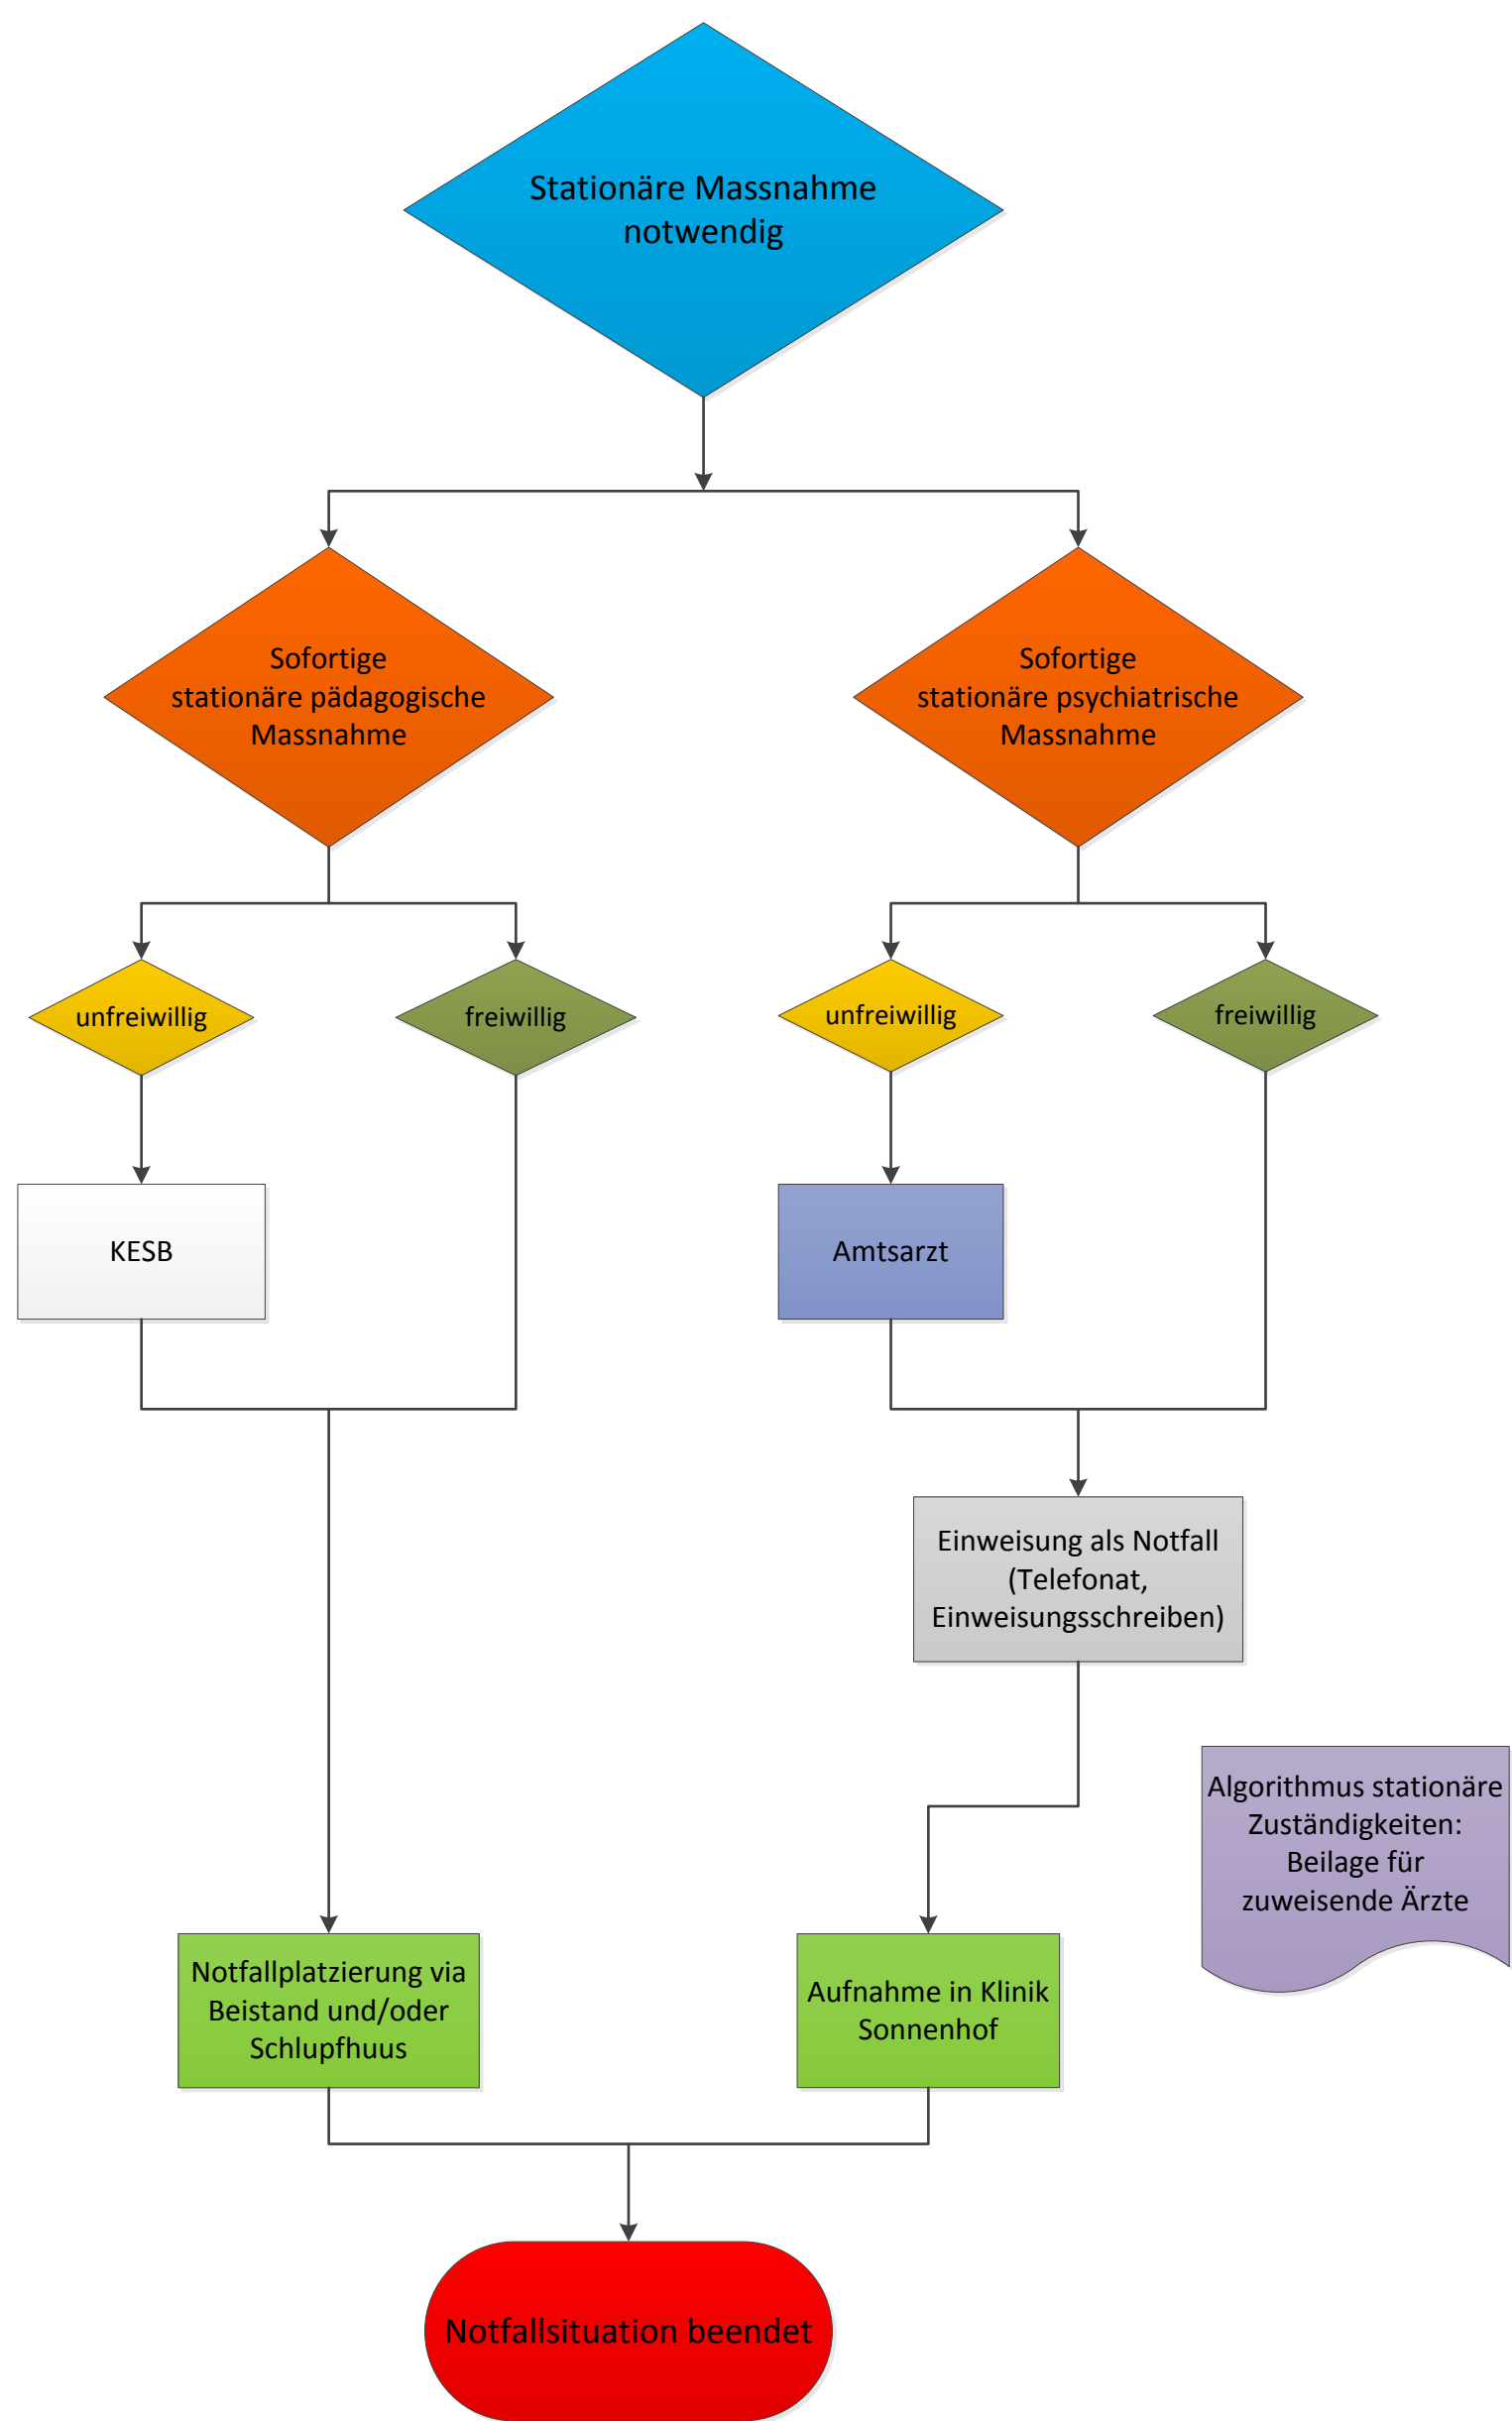 Stationäre Massnahme
notwendig
Sofortige
stationäre pädagogische
Massnahme
Sofortige
stationäre psychiatrische
Massnahme
unfreiwillig
freiwillig
unfreiwillig
freiwillig
KESB
Amtsarzt
Einweisung als Notfall
(Telefonat,
Einweisungsschreiben)
Algorithmus stationäre
Zuständigkeiten:
Beilage für
zuweisende Ärzte
Notfallplatzierung via
Beistand und/oder
Schlupfhuus
Aufnahme in Klinik
Sonnenhof
Notfallsituation beendet